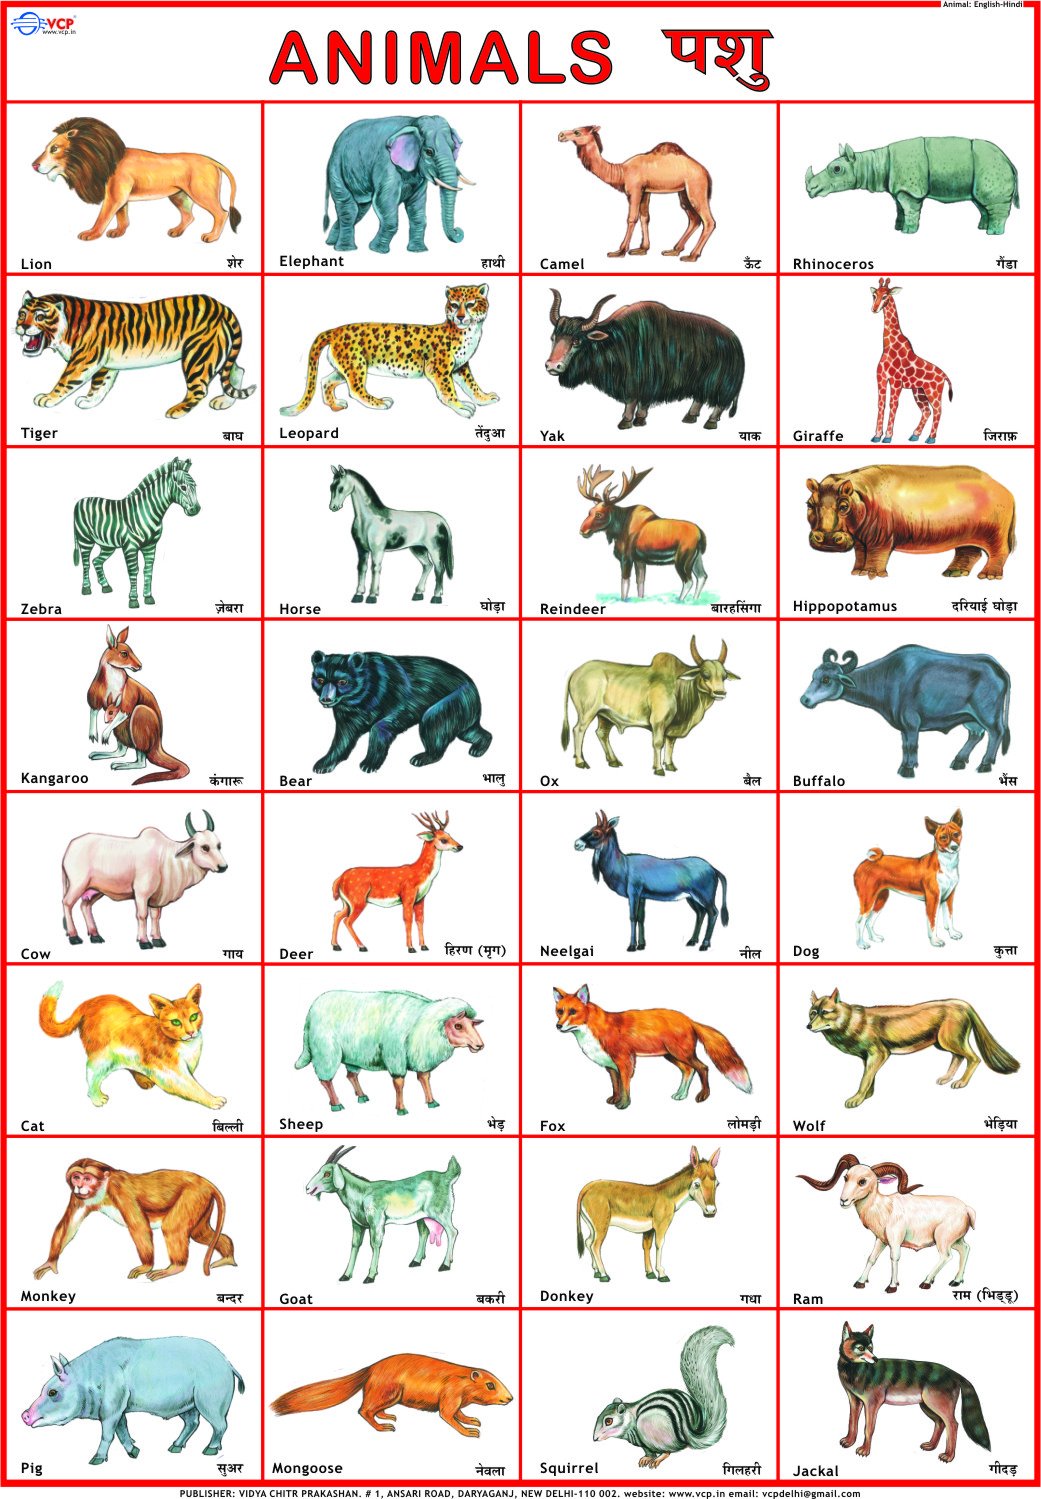 Animal: English-Hindi
VCP
www.vcp.in
ANIMALS पशु
Lion शेर
Elephant हाथी
Camel ऊँट
Rhinoceros गैंडा
Tiger बाघ
Leopard तेंदुआ
Yak याक
Giraffe जिराफ़
Zebra ज़ेबरा
Horse घोड़ा
Reindeer बारहसिंगा
Hippopotamus दरियाई घोड़ा
Kangaroo कंगारू
Bear भालु
Ox बैल
Buffalo भैंस
Cow गाय
Deer हिरण (मृग)
Neelgai नील
Dog कुत्ता
Cat बिल्ली
Sheep भेड़
Fox लोमड़ी
Wolf भेड़िया
Monkey बन्दर
Goat बकरी
Donkey गधा
Ram राम (भिड्डू)
Pig सुअर
Mongoose नेवला
Squirrel गिलहरी
Jackal गीदड़
PUBLISHER: VIDYA CHITR PRAKASHAN. # 1, ANSARI ROAD, DARYAGANJ, NEW DELHI-110 002. website: www.vcp.in email: vcpdelhi@gmail.com